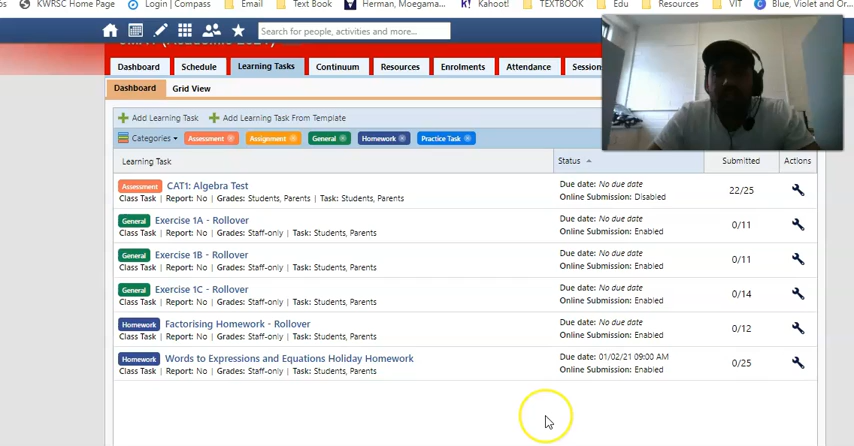 KWRSC Home Page Login | Compass Email Text Book Herman, Moegama... Kahoot! TEXTBOOK Edu Resources VIT Blue, Violet and Or...
Search for people, activities and more...
Dashboard Schedule Learning Tasks Continuum Resources Enrolments Attendance Session
Dashboard Grid View
Add Learning Task Add Learning Task From Template
Categories Assessment Assignment General Homework Practice Task
Learning Task Status Submitted Actions
Assessment CAT1: Algebra Test Due date: No due date 22/25
Class Task | Report: No | Grades: Students, Parents | Task: Students, Parents Online Submission: Disabled
General Exercise 1A - Rollover Due date: No due date 0/11
Class Task | Report: No | Grades: Staff-only | Task: Students, Parents Online Submission: Enabled
General Exercise 1B - Rollover Due date: No due date 0/11
Class Task | Report: No | Grades: Staff-only | Task: Students, Parents Online Submission: Enabled
General Exercise 1C - Rollover Due date: No due date 0/14
Class Task | Report: No | Grades: Staff-only | Task: Students, Parents Online Submission: Enabled
Homework Factorising Homework - Rollover Due date: No due date 0/12
Class Task | Report: No | Grades: Staff-only | Task: Students, Parents Online Submission: Enabled
Homework Words to Expressions and Equations Holiday Homework Due date: 01/02/21 09:00 AM 0/25
Class Task | Report: No | Grades: Staff-only | Task: Students, Parents Online Submission: Enabled